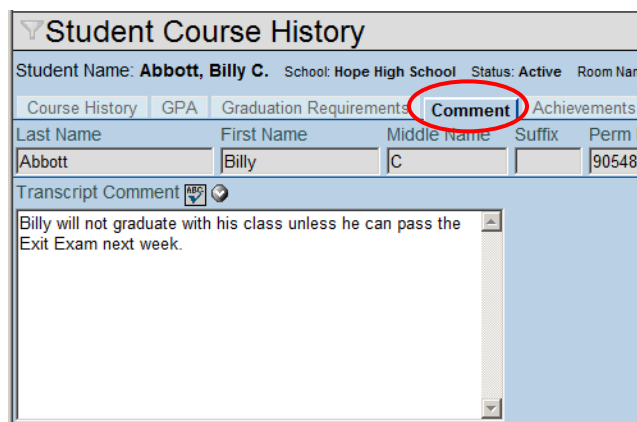 Student Course History
Student Name: Abbott, Billy C. School: Hope High School Status: Active Room Nar
Course History GPA Graduation Requirements Comment Achievements
Last Name First Name Middle Name Suffix Perm
Abbott Billy C 90548
Transcript Comment ABC
Billy will not graduate with his class unless he can pass the
Exit Exam next week.